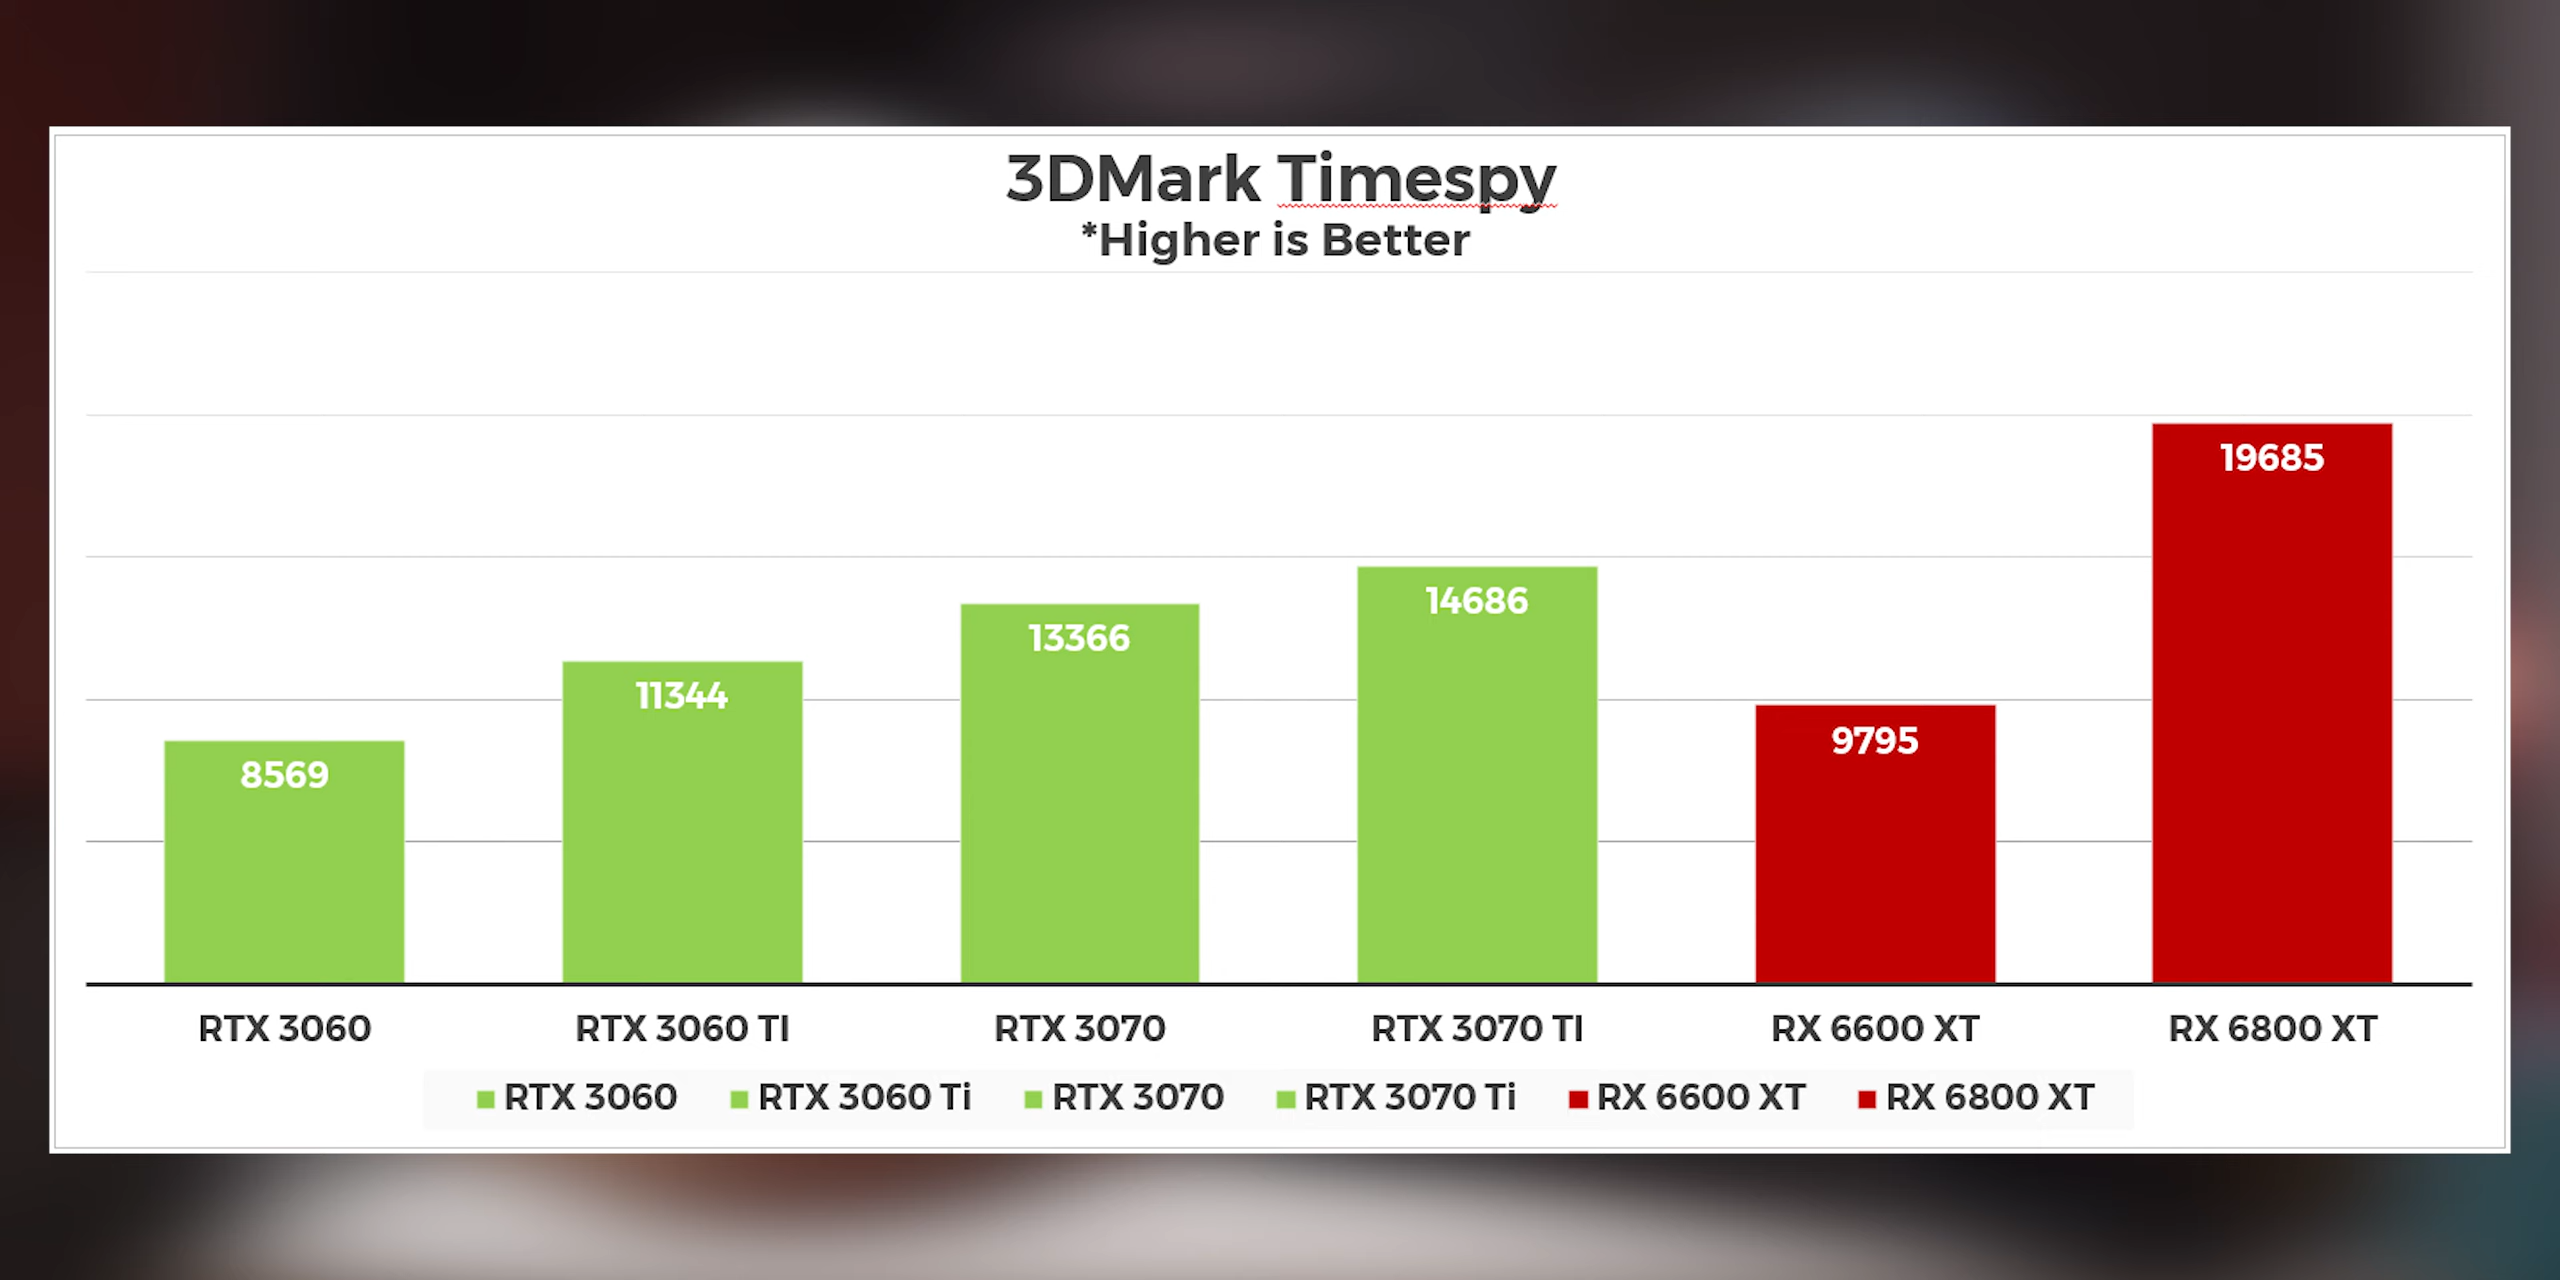 3DMark Timespy
*Higher is Better
8569
11344
13366
14686
9795
19685
RTX 3060
RTX 3060 TI
RTX 3070
RTX 3070 TI
RX 6600 XT
RX 6800 XT
RTX 3060 RTX 3060 Ti RTX 3070 RTX 3070 Ti RX 6600 XT RX 6800 XT